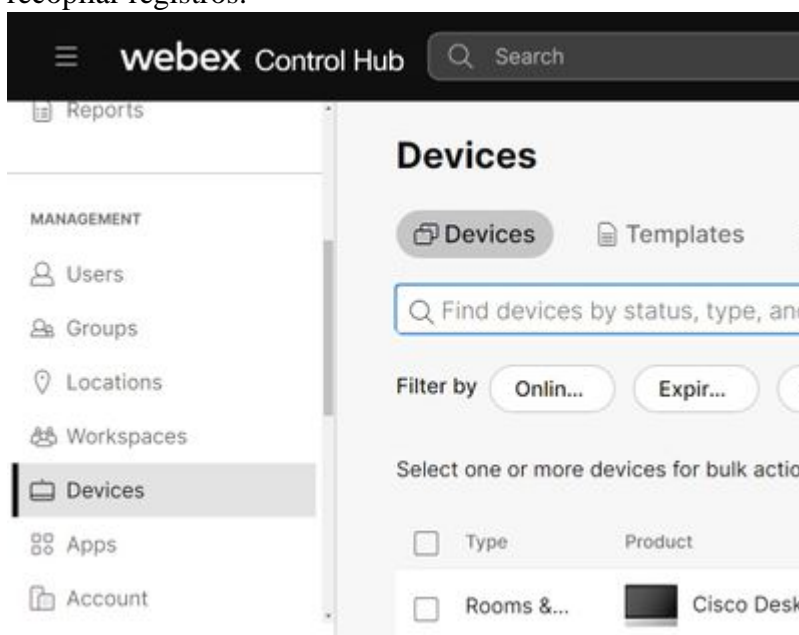 recopilar registros.
webex Control Hub
Search
Reports
MANAGEMENT
Users
Groups
Locations
Workspaces
Devices
Apps
Account
Devices
Devices Templates
Find devices by status, type, an
Filter by Onlin... Expir...
Select one or more devices for bulk actio
Type Product
Rooms &... Cisco Desk